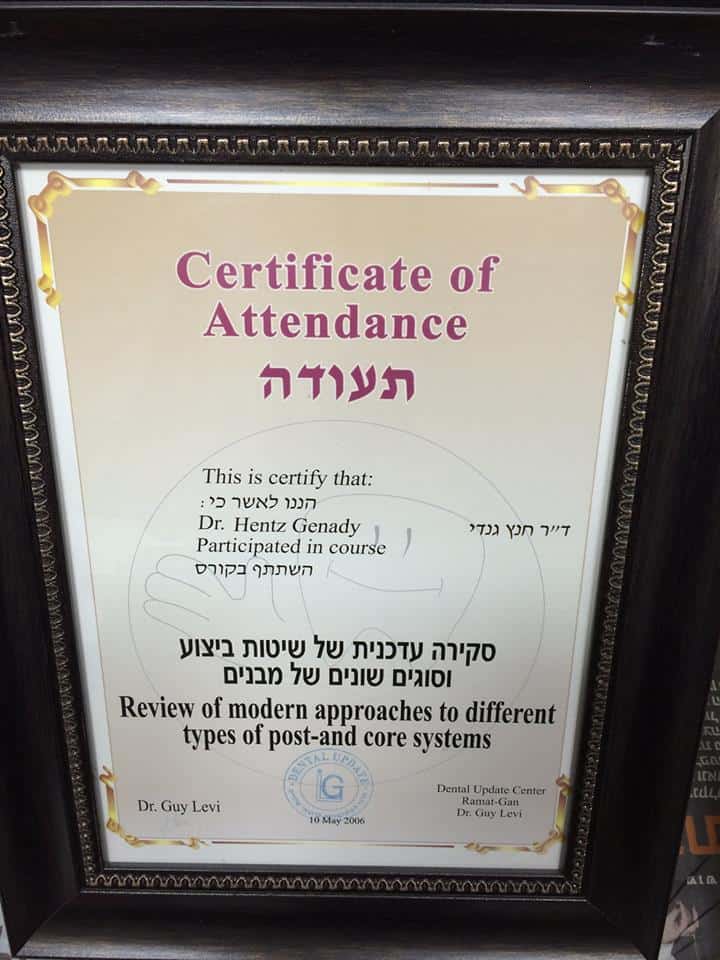 Certificate of
Attendance
תעודה
This is certify that:
הננו לאשר כי:
Dr. Hentz Genady ד״ר חנץ גנדי
Participated in course
השתתף בקורס
סקירה עדכנית של שיטות ביצוע
וסוגים שונים של מבנים
Review of modern approaches to different
types of post-and core systems
DENTAL UPDATE
iG
Dr. Guy Levi
10 May 2006
Dental Update Center
Ramat-Gan
Dr. Guy Levi